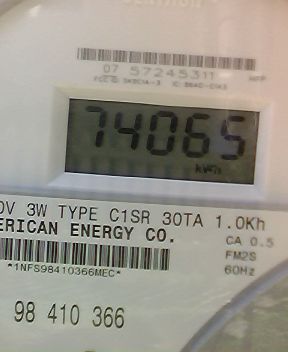 07 57245311
74065
kWh
0V 3W TYPE C1SR 30TA 1.0Kh
ERICAN ENERGY CO.
CA 0.5
*1NFS98410366MEC*
FM2S
60Hz
98 410 366